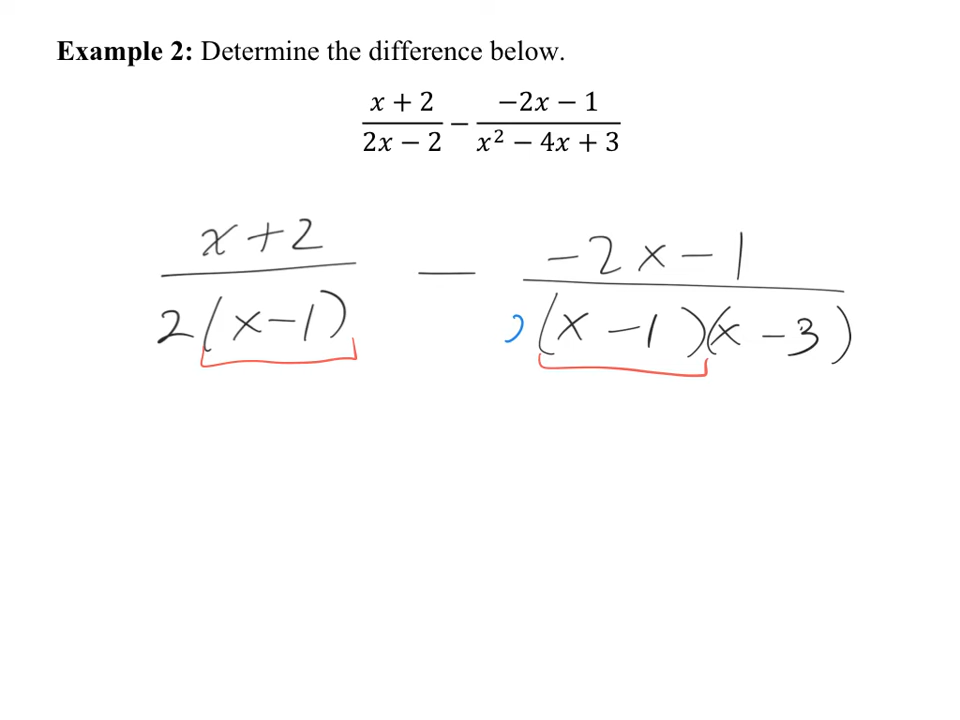 Example 2: Determine the difference below.
x + 2 / 2x − 2 − −2x − 1 / x² − 4x + 3
x+2 / 2(x−1) − −2x−1 / (x−1)(x−3)